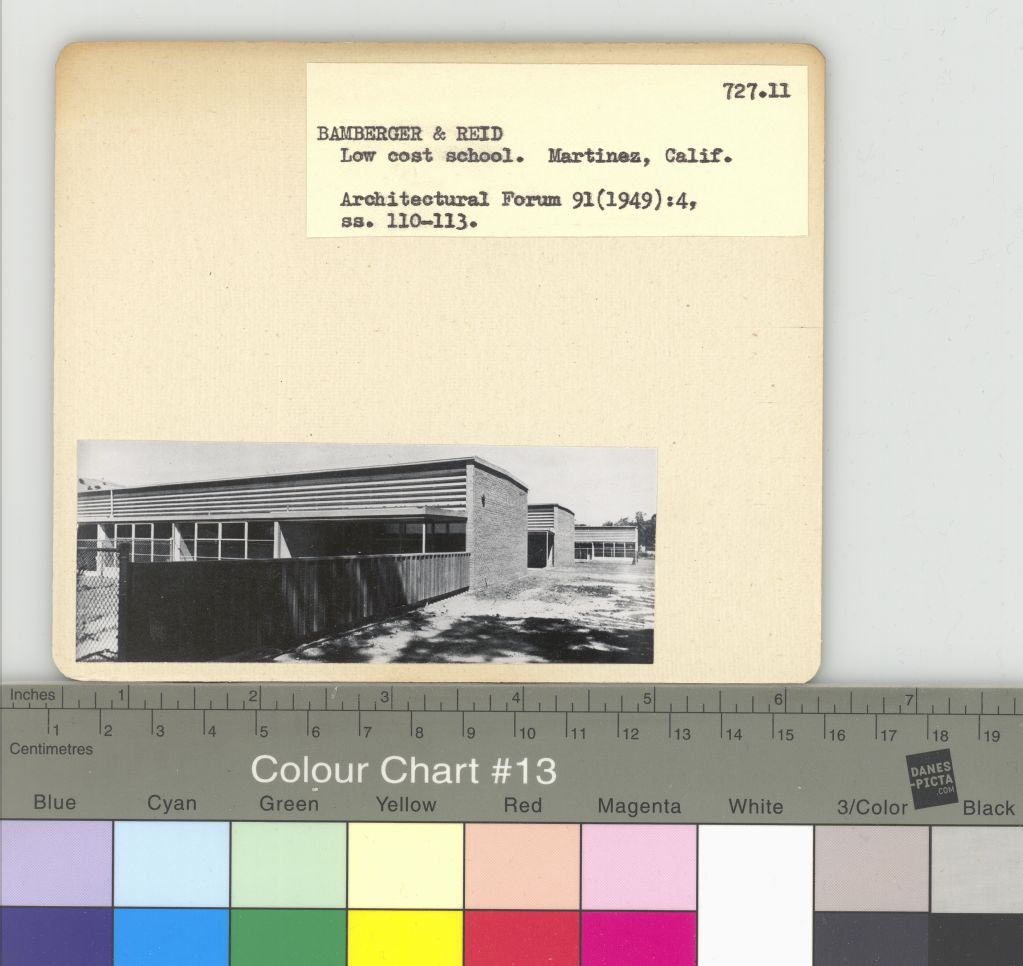 727.11
BAMBERGER & REID
Low cost school. Martinez, Calif.
Architectural Forum 91(1949):4,
ss. 110-113.
Inches 1 2 3 4 5 6 7
1 2 3 4 5 6 7 8 9 10 11 12 13 14 15 16 17 18 19
Centimetres
Colour Chart #13
DANES
-PICTA
.COM
Blue Cyan Green Yellow Red Magenta White 3/Color Black